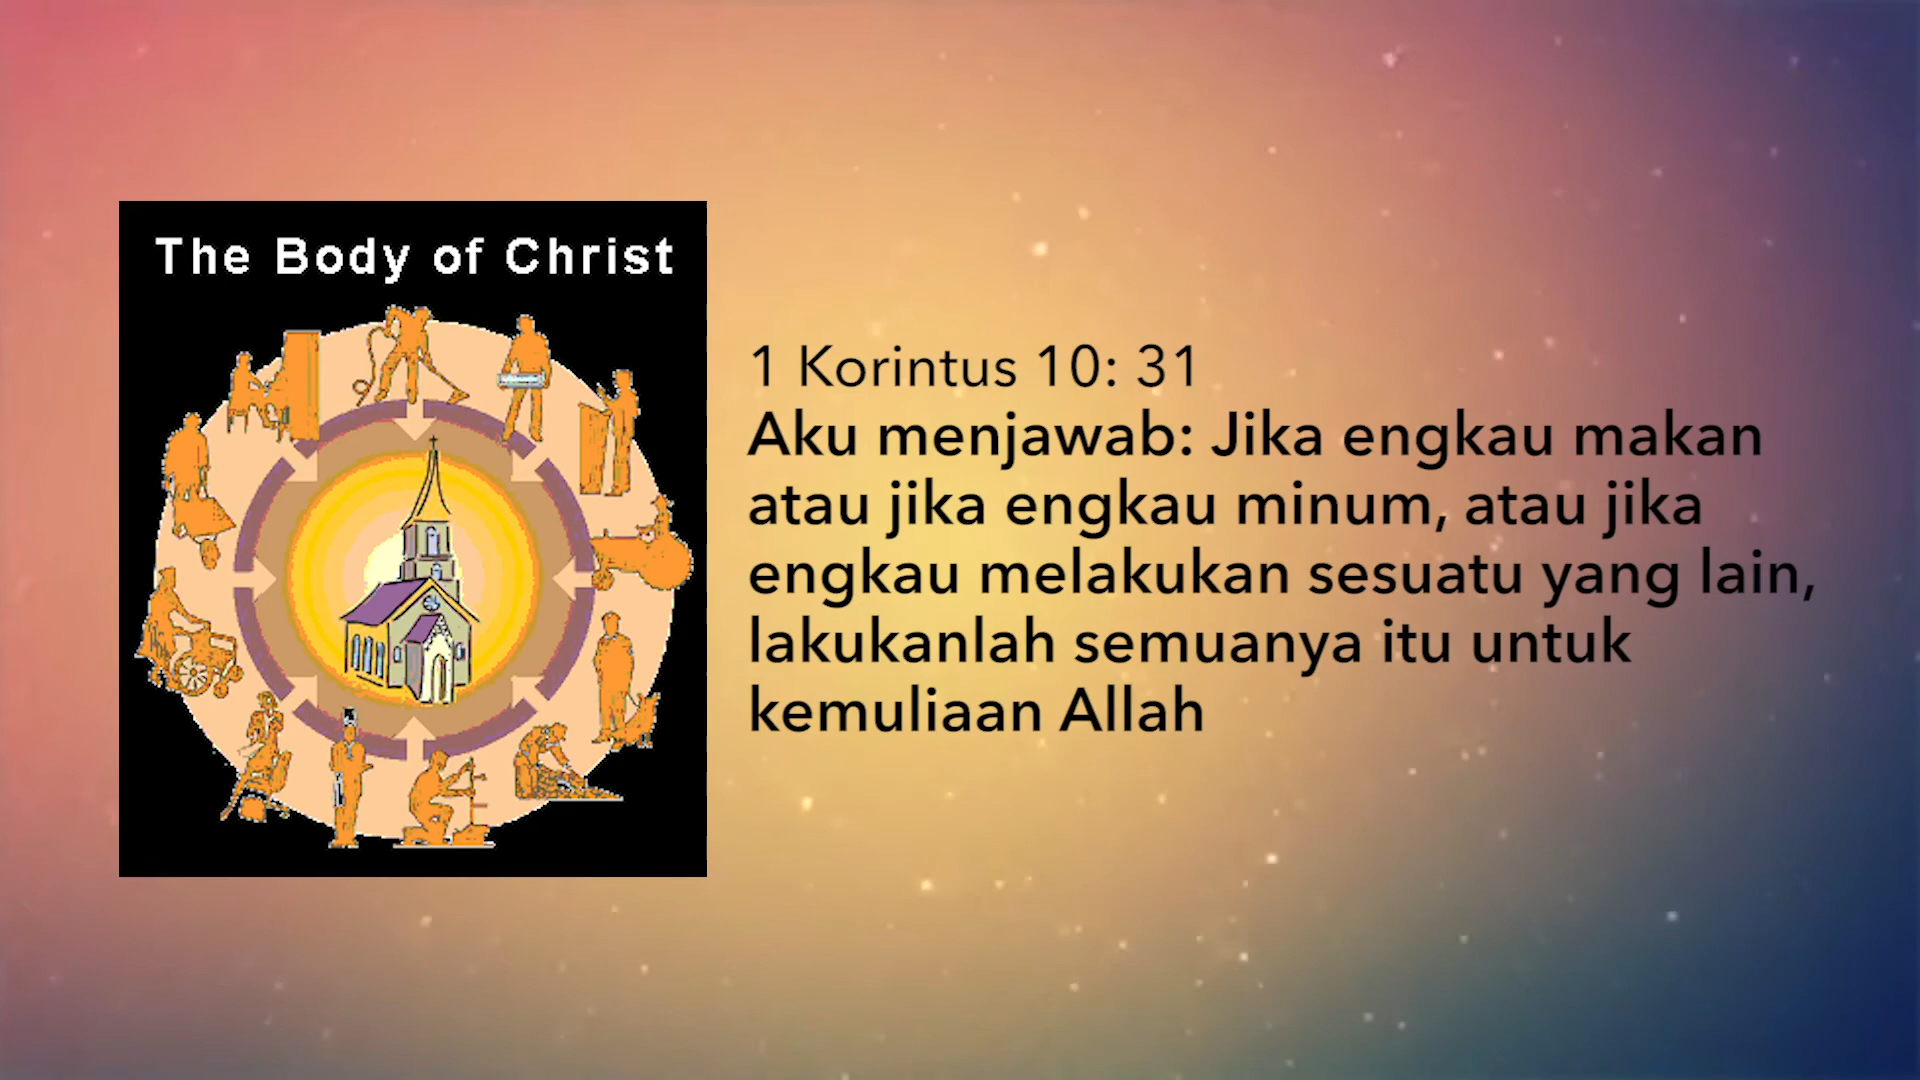 The Body of Christ
1 Korintus 10: 31
Aku menjawab: Jika engkau makan
atau jika engkau minum, atau jika
engkau melakukan sesuatu yang lain,
lakukanlah semuanya itu untuk
kemuliaan Allah